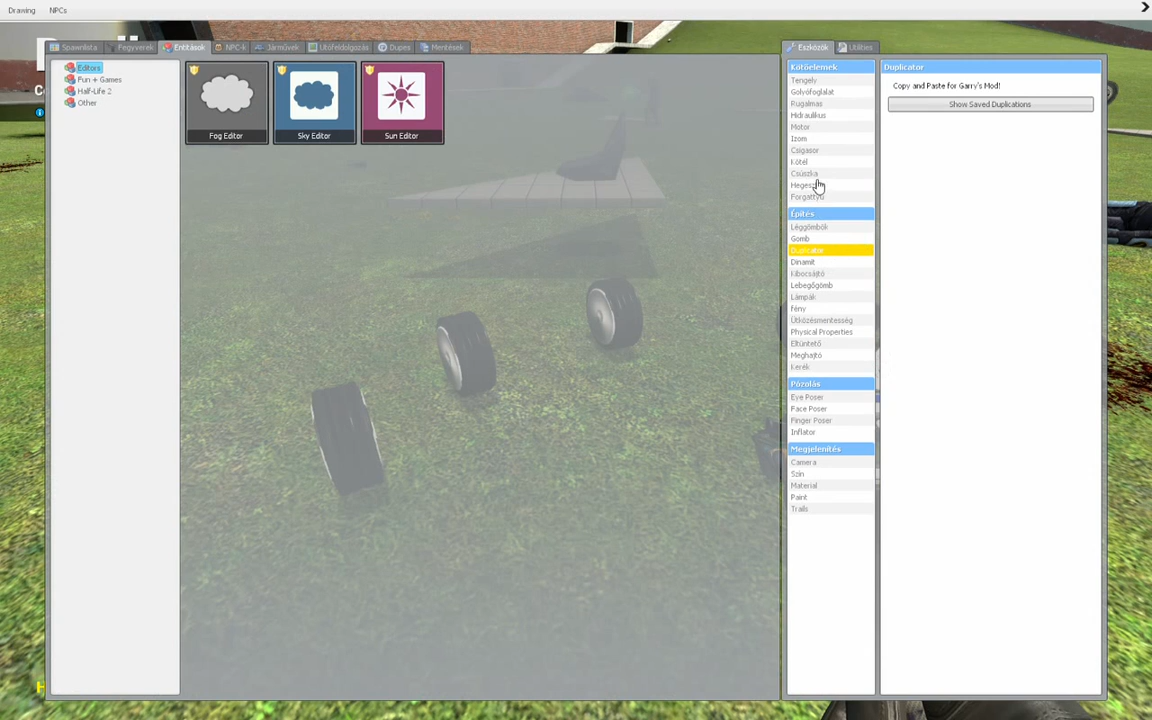 Drawing NPCs
Spawnlista Fegyverek Entitások NPC-k Járművek Utófeldolgozás Dupes Mentések
Editors
Fun + Games
Half-Life 2
Other
Fog Editor Sky Editor Sun Editor
Eszközök Utilities
Kötőelemek
Tengely
Golyófoglalat
Rugalmas
Hidraulikus
Motor
Izom
Csigasor
Kötél
Csúszka
Forgattyú
Építés
Léggömbök
Gomb
Duplicator
Dinamit
Kibocsájtó
Lebegőgömb
Lámpák
fény
Ütközésmentesség
Physical Properties
Eltüntető
Meghajtó
Kerék
Pózolás
Eye Poser
Face Poser
Finger Poser
Inflator
Megjelenítés
Camera
Szín
Material
Paint
Trails
Duplicator
Copy and Paste for Garry's Mod!
Show Saved Duplications